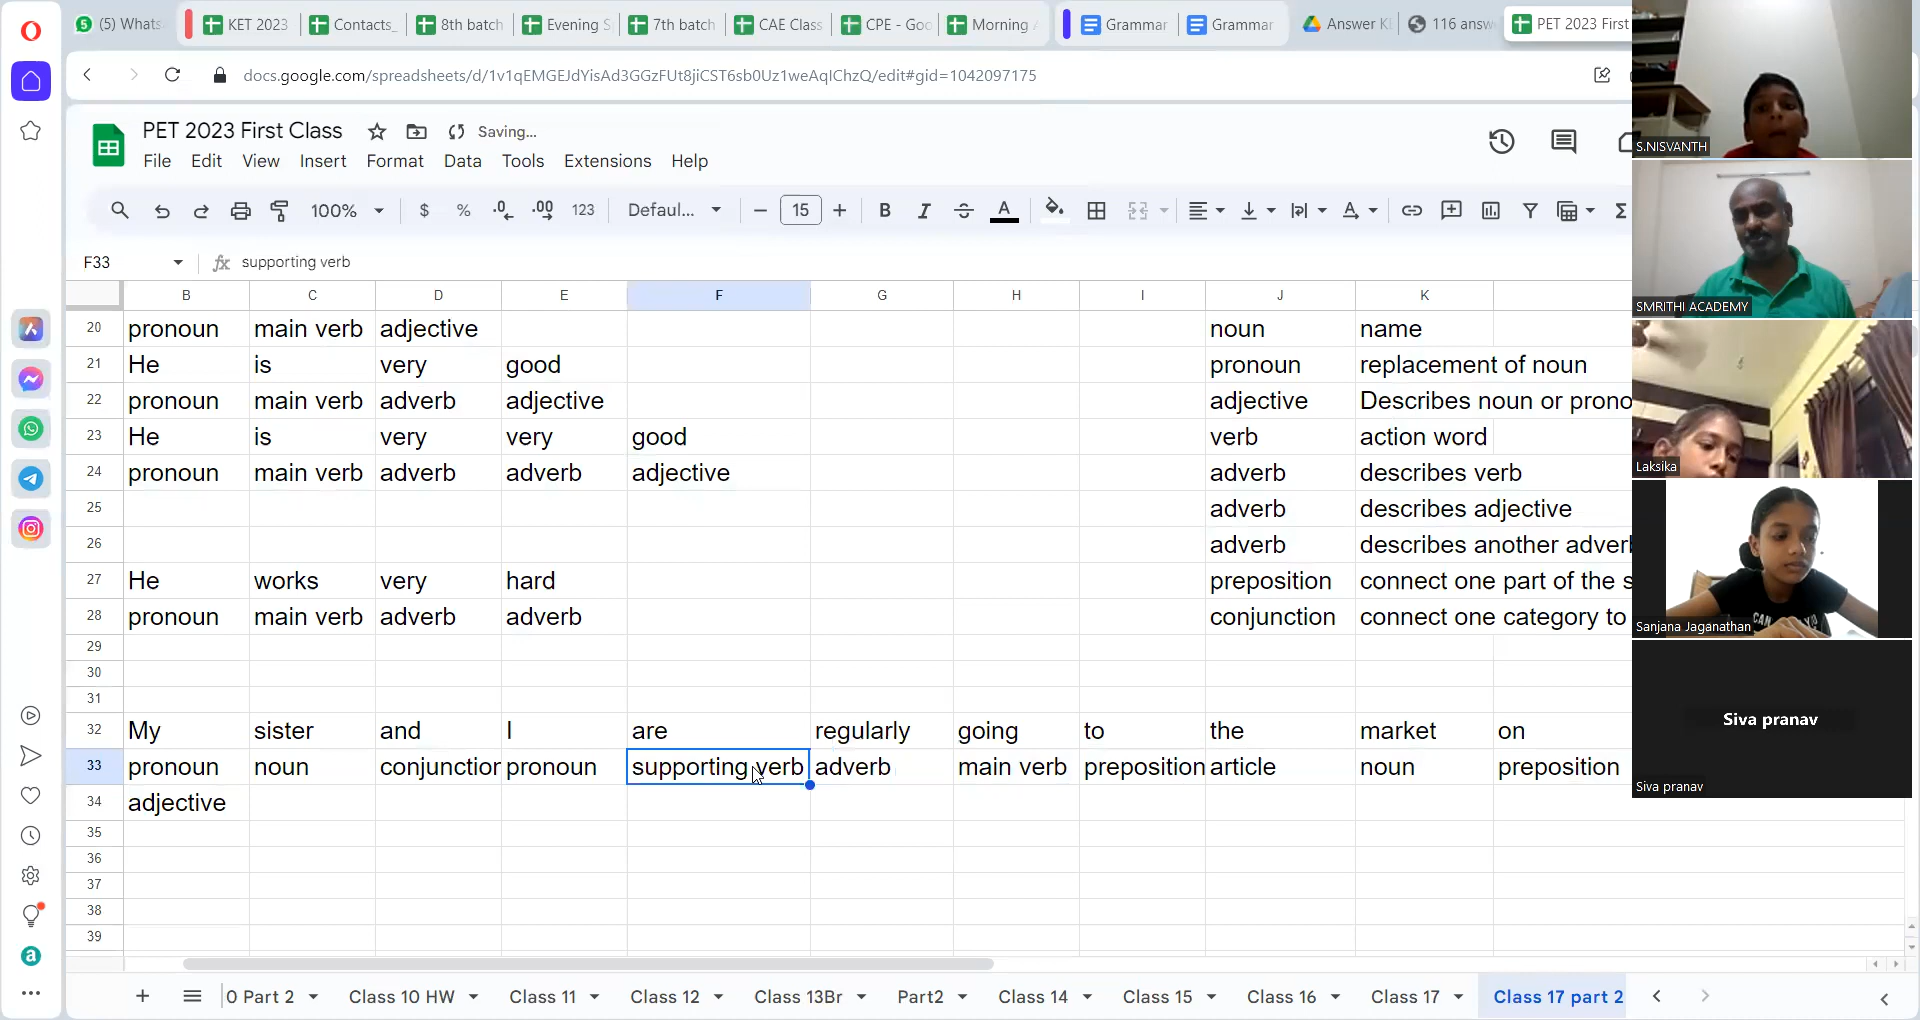 (5) Whats
KET 2023
Contacts_
8th batch
Evening S
7th batch
CAE Class
CPE - Goo
Morning
Grammar
Grammar
Answer K
116 answ
PET 2023 First
docs.google.com/spreadsheets/d/1v1qEMGEJdYisAd3GGzFUt8jiCST6sb0Uz1weAqIChzQ/edit#gid=1042097175
PET 2023 First Class
Saving...
File Edit View Insert Format Data Tools Extensions Help
100% $ % .0 .00 123 Defaul... 15 B I A Σ
F33 fx supporting verb
B C D E F G H I J K
20 pronoun main verb adjective noun name
21 He is very good pronoun replacement of noun
22 pronoun main verb adverb adjective adjective Describes noun or prono
23 He is very very good verb action word
24 pronoun main verb adverb adverb adjective adverb describes verb
25 adverb describes adjective
26 adverb describes another adver
27 He works very hard preposition connect one part of the s
28 pronoun main verb adverb adverb conjunction connect one category to
29
30
31
32 My sister and I are regularly going to the market on
33 pronoun noun conjunction pronoun supporting verb adverb main verb preposition article noun preposition
34 adjective
35
36
37
38
39
0 Part 2
Class 10 HW
Class 11
Class 12
Class 13Br
Part2
Class 14
Class 15
Class 16
Class 17
Class 17 part 2
S.NISVANTH
SMRITHI ACADEMY
Laksika
CAN
Sanjana Jaganathan
Siva pranav
Siva pranav